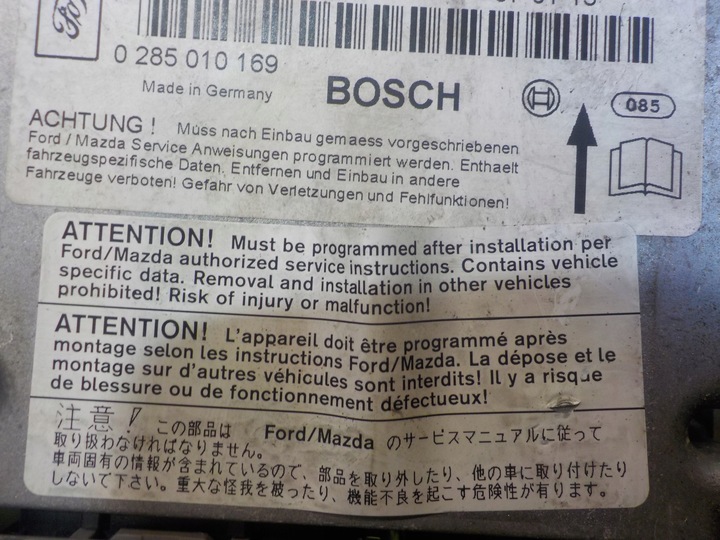 Ford
0 285 010 169
Made in Germany
BOSCH
085
ACHTUNG ! Muss nach Einbau gemaess vorgeschriebenen
Ford / Mazda Service Anweisungen programmiert werden. Enthaelt
fahrzeugspezifische Daten. Entfernen und Einbau in andere
Fahrzeuge verboten! Gefahr von Verletzungen und Fehlfunktionen!
ATTENTION! Must be programmed after installation per
Ford/Mazda authorized service instructions. Contains vehicle
specific data. Removal and installation in other vehicles
prohibited! Risk of injury or malfunction!
ATTENTION! L'appareil doit être programmé après
montage selon les instructions Ford/Mazda. La dépose et le
montage sur d'autres véhicules sont interdits! Il y a risque
de blessure ou de fonctionnement défectueux!
注意! この部品は Ford/Mazda のサービスマニュアルに従って
取り扱わなければなりません。
車両固有の情報が含まれているので、部品を取り外したり、他の車に取り付けたり
しないで下さい。重大な怪我を被ったり、機能不良を起こす危険性が有ります。